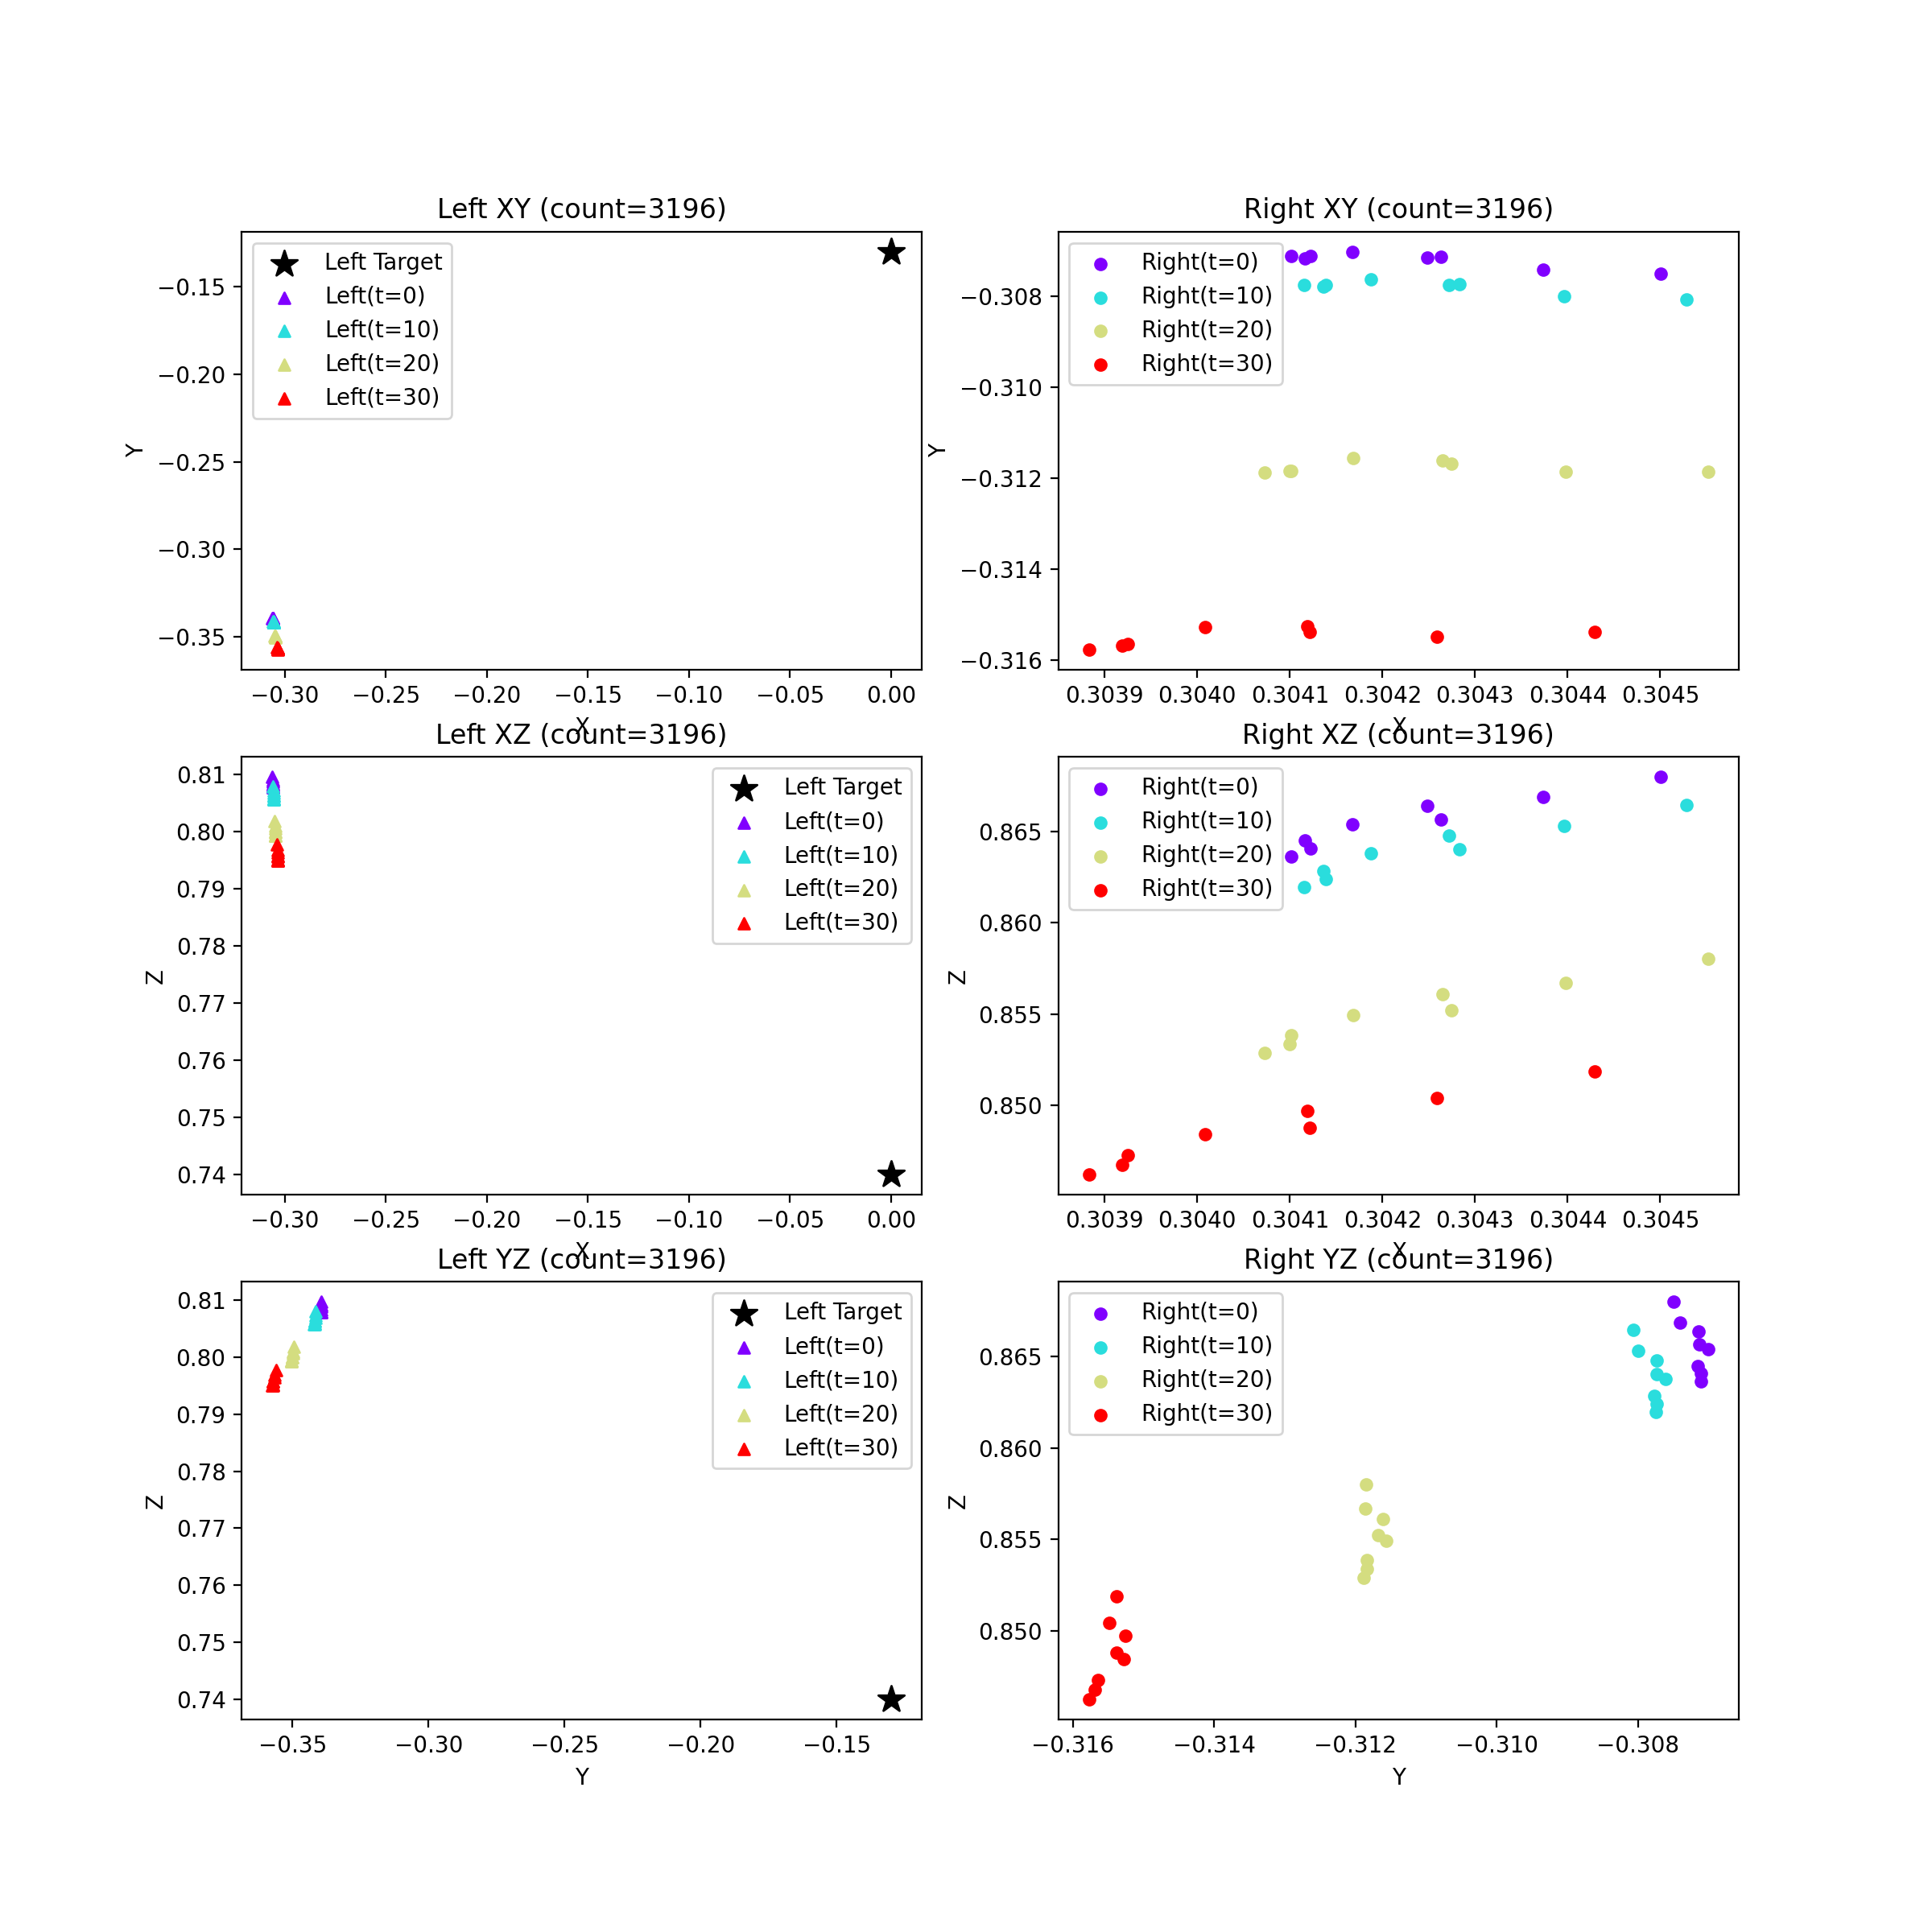 Left XY (count=3196)
Left Target
Left(t=0)
Left(t=10)
Left(t=20)
Left(t=30)
−0.15
−0.20
−0.25
−0.30
−0.35
Y
−0.30 −0.25 −0.20 −0.15 −0.10 −0.05 0.00
X
Right XY (count=3196)
Right(t=0)
Right(t=10)
Right(t=20)
Right(t=30)
−0.308
−0.310
−0.312
−0.314
−0.316
Y
0.3039 0.3040 0.3041 0.3042 0.3043 0.3044 0.3045
X
Left XZ (count=3196)
Left Target
Left(t=0)
Left(t=10)
Left(t=20)
Left(t=30)
0.81
0.80
0.79
0.78
0.77
0.76
0.75
0.74
Z
−0.30 −0.25 −0.20 −0.15 −0.10 −0.05 0.00
X
Right XZ (count=3196)
Right(t=0)
Right(t=10)
Right(t=20)
Right(t=30)
0.865
0.860
0.855
0.850
Z
0.3039 0.3040 0.3041 0.3042 0.3043 0.3044 0.3045
X
Left YZ (count=3196)
Left Target
Left(t=0)
Left(t=10)
Left(t=20)
Left(t=30)
0.81
0.80
0.79
0.78
0.77
0.76
0.75
0.74
Z
−0.35 −0.30 −0.25 −0.20 −0.15
Y
Right YZ (count=3196)
Right(t=0)
Right(t=10)
Right(t=20)
Right(t=30)
0.865
0.860
0.855
0.850
Z
−0.316 −0.314 −0.312 −0.310 −0.308
Y